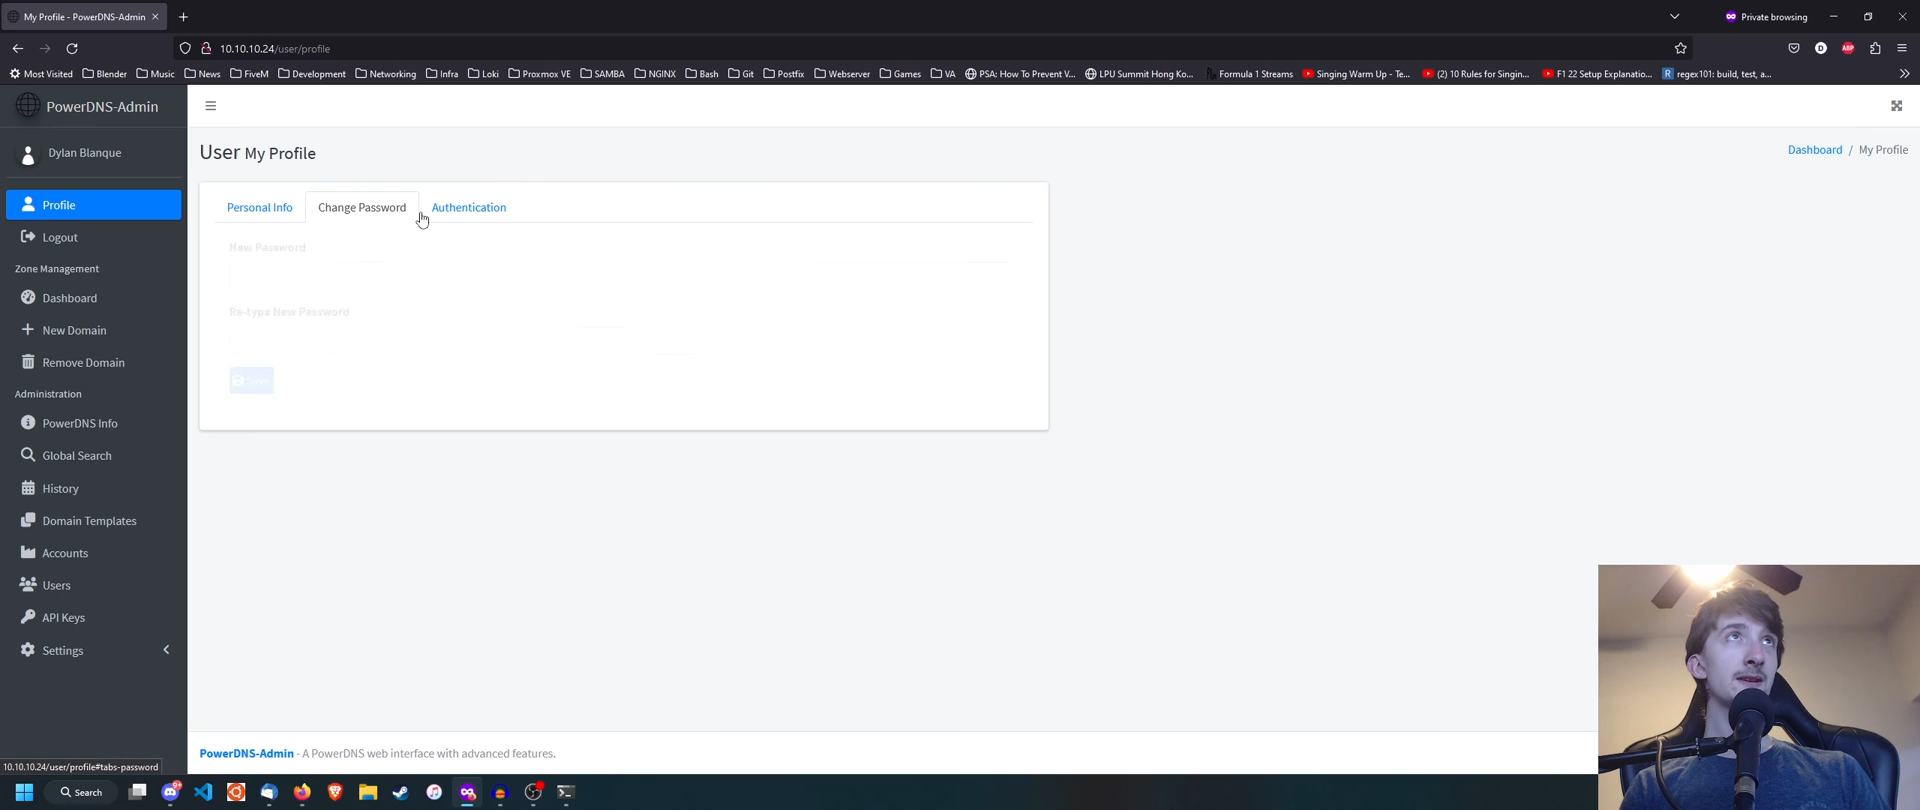 My Profile - PowerDNS-Admin
Private browsing
10.10.10.24/user/profile
ABP
Most Visited Blender Music News FiveM Development Networking Infra Loki Proxmox VE SAMBA NGINX Bash Git Postfix Webserver Games VA PSA: How To Prevent V... LPU Summit Hong Ko... Formula 1 Streams Singing Warm Up - Te... (2) 10 Rules for Singin... F1 22 Setup Explanatio... regex101: build, test, a...
PowerDNS-Admin
Dylan Blanque
User My Profile
Dashboard / My Profile
Profile
Personal Info Change Password Authentication
Logout
New Password
Zone Management
Dashboard
Re-type New Password
New Domain
Remove Domain
Administration
PowerDNS Info
Global Search
History
Domain Templates
Accounts
Users
API Keys
Settings
PowerDNS-Admin - A PowerDNS web interface with advanced features.
10.10.10.24/user/profile#tabs-password
Search